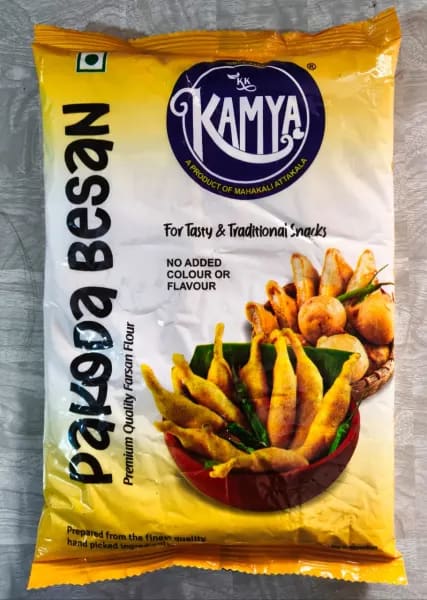 KK
KAMYA
®
A PRODUCT OF MAHAKALI ATTAKALA
PAKODA BESAN
Premium Quality Farsan Flour
For Tasty & Traditional Snacks
NO ADDED
COLOUR OR
FLAVOUR
Prepared from the finest quality
hand picked